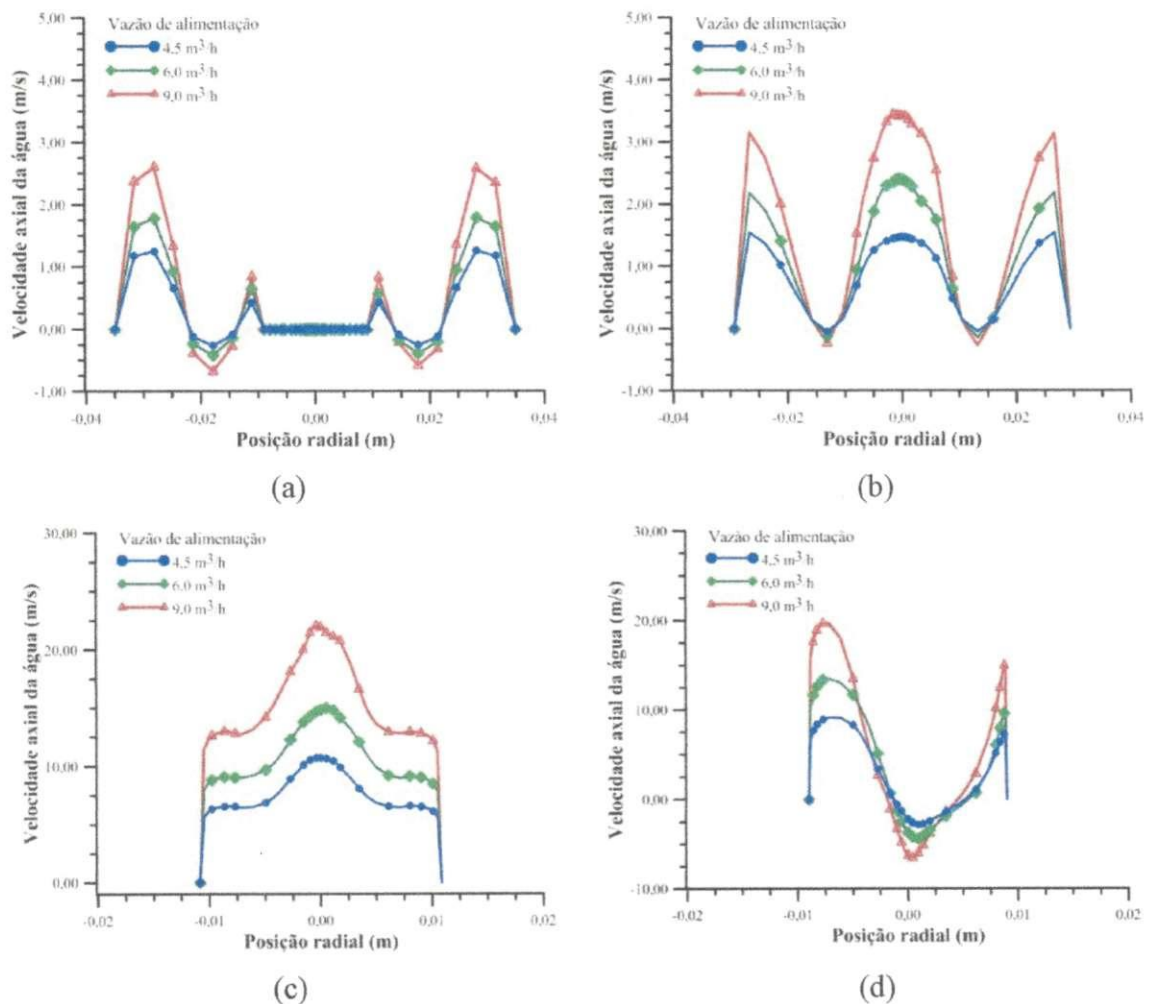 5,00
4,00
3,00
2,00
1,00
0,00
-1,00
Velocidade axial da água (m/s)
Vazão de alimentação
4,5 m³/h
6,0 m³/h
9,0 m³/h
-0,04
-0,02
0,00
0,02
0,04
Posição radial (m)
(a)
5,00
4,00
3,00
2,00
1,00
0,00
-1,00
Velocidade axial da água (m/s)
Vazão de alimentação
4,5 m³/h
6,0 m³/h
9,0 m³/h
-0,04
-0,02
0,00
0,02
0,04
Posição radial (m)
(b)
30,00
20,00
10,00
0,00
Velocidade axial da água (m/s)
Vazão de alimentação
4,5 m³/h
6,0 m³/h
9,0 m³/h
-0,02
-0,01
0,00
0,01
0,02
Posição radial (m)
(c)
30,00
20,00
10,00
0,00
-10,00
Velocidade axial da água (m/s)
Vazão de alimentação
4,5 m³/h
6,0 m³/h
9,0 m³/h
-0,02
-0,01
0,00
0,01
0,02
Posição radial (m)
(d)